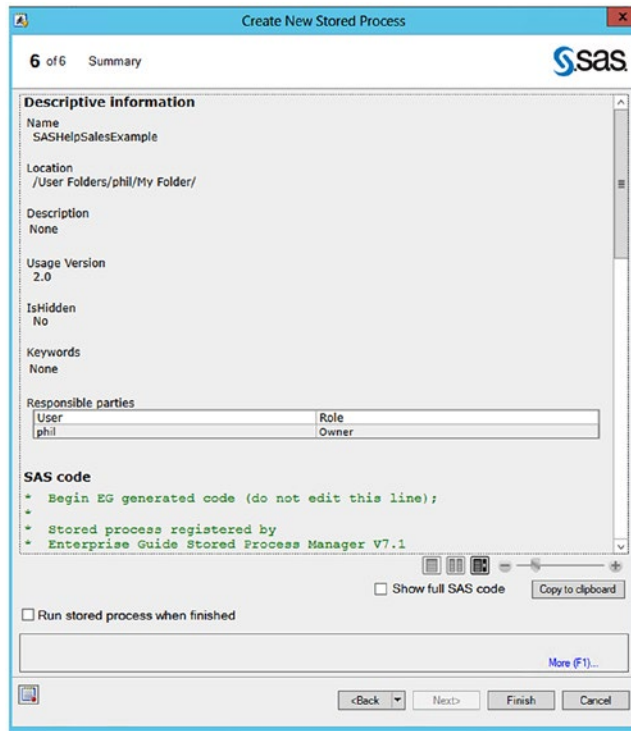 Create New Stored Process
x
6 of 6 Summary
sas
Descriptive information
Name
SASHelpSalesExample
Location
/User Folders/phil/My Folder/
Description
None
Usage Version
2.0
IsHidden
No
Keywords
None
Responsible parties
User Role
phil Owner
SAS code
* Begin EG generated code (do not edit this line);
*
* Stored process registered by
* Enterprise Guide Stored Process Manager V7.1
Show full SAS code Copy to clipboard
Run stored process when finished
More (F1)...
<Back Next> Finish Cancel